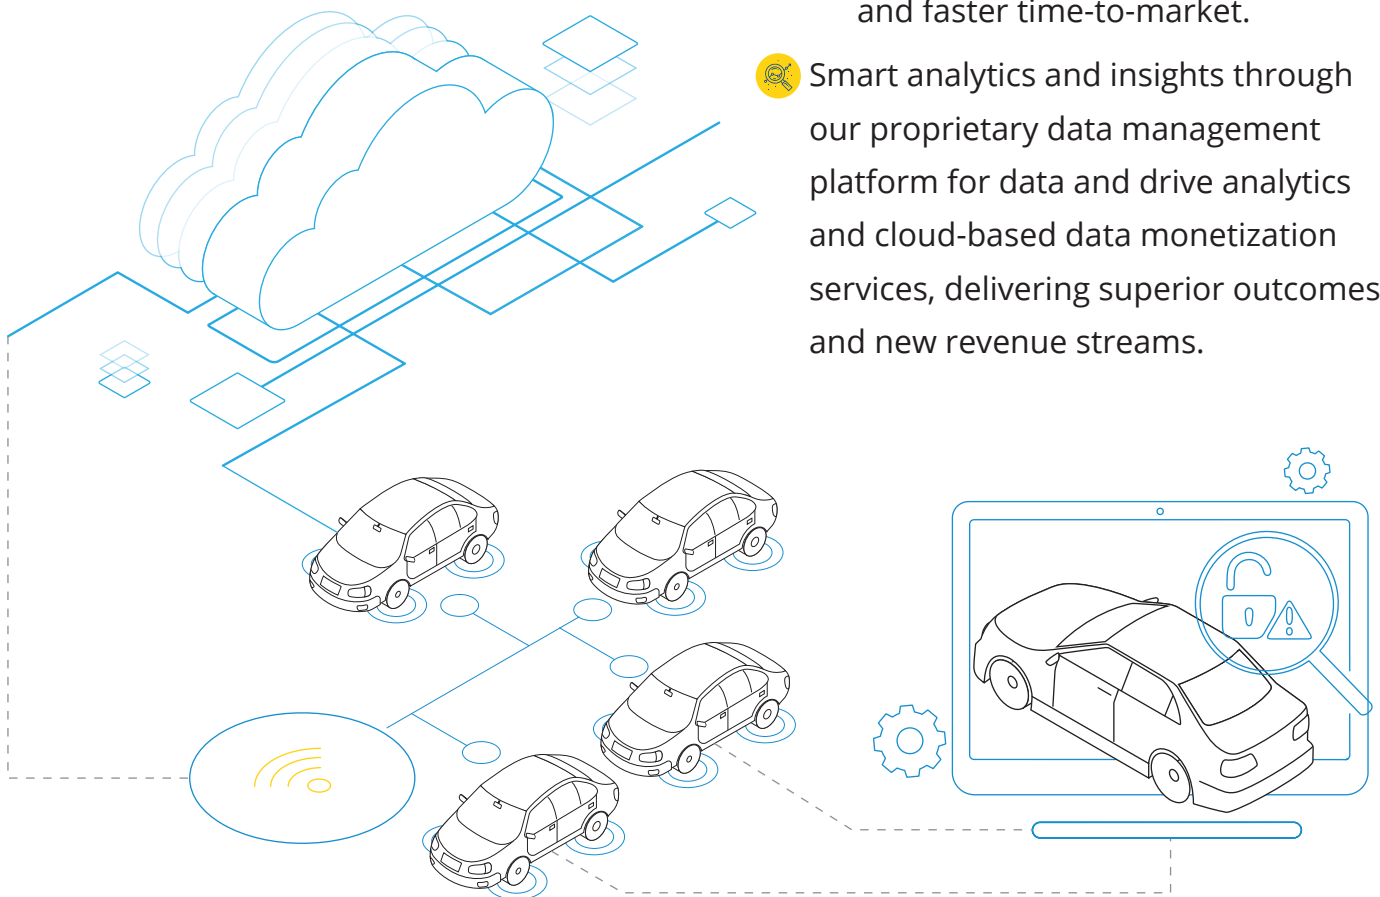 and faster time-to-market.
Smart analytics and insights through
our proprietary data management
platform for data and drive analytics
and cloud-based data monetization
services, delivering superior outcomes
and new revenue streams.